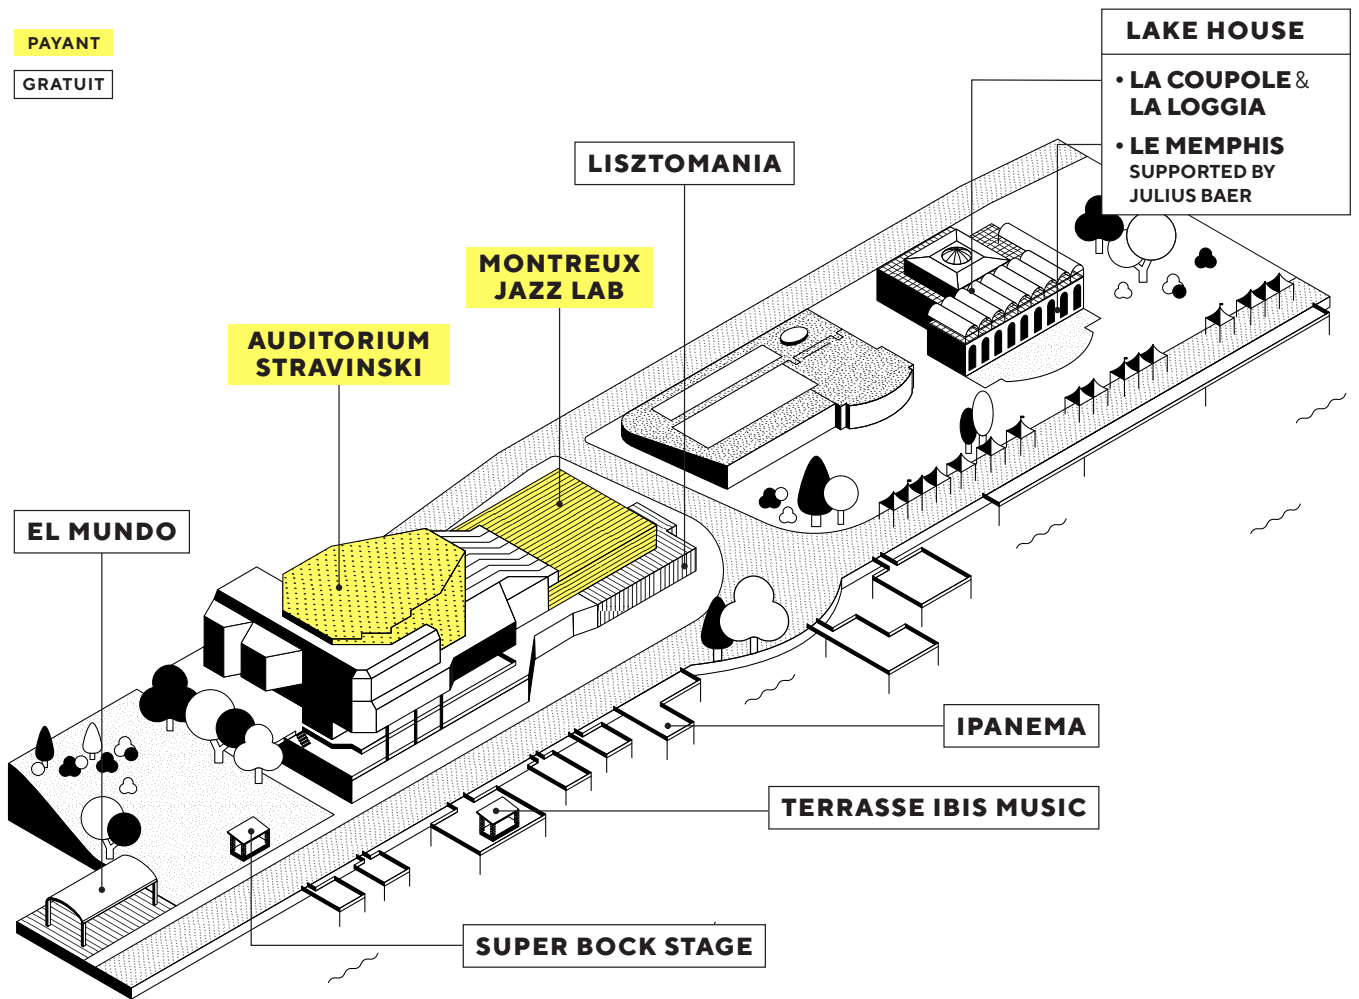 PAYANT
GRATUIT
LAKE HOUSE
• LA COUPOLE &
LA LOGGIA
• LE MEMPHIS
SUPPORTED BY
JULIUS BAER
LISZTOMANIA
MONTREUX
JAZZ LAB
AUDITORIUM
STRAVINSKI
EL MUNDO
IPANEMA
TERRASSE IBIS MUSIC
SUPER BOCK STAGE